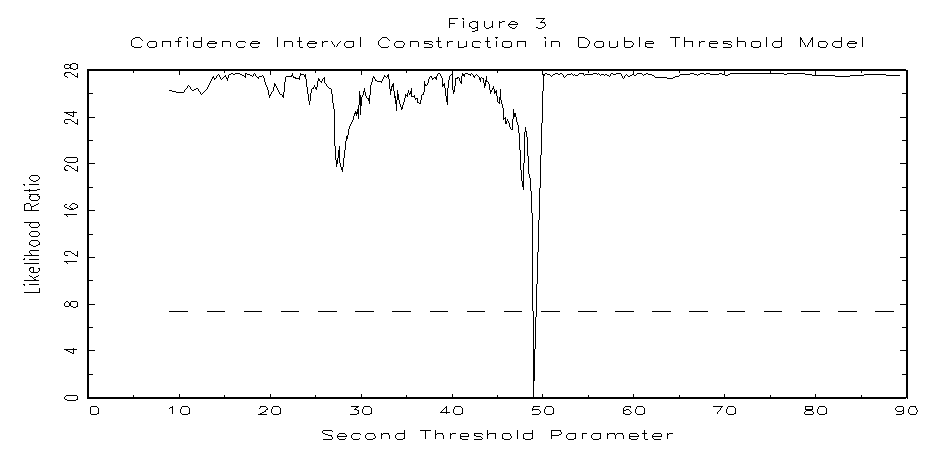 Figure 3
Confidence Interval Construction in Double Threshold Model
28
24
20
16
12
8
4
0
Likelihood Ratio
0 10 20 30 40 50 60 70 80 90
Second Threshold Parameter